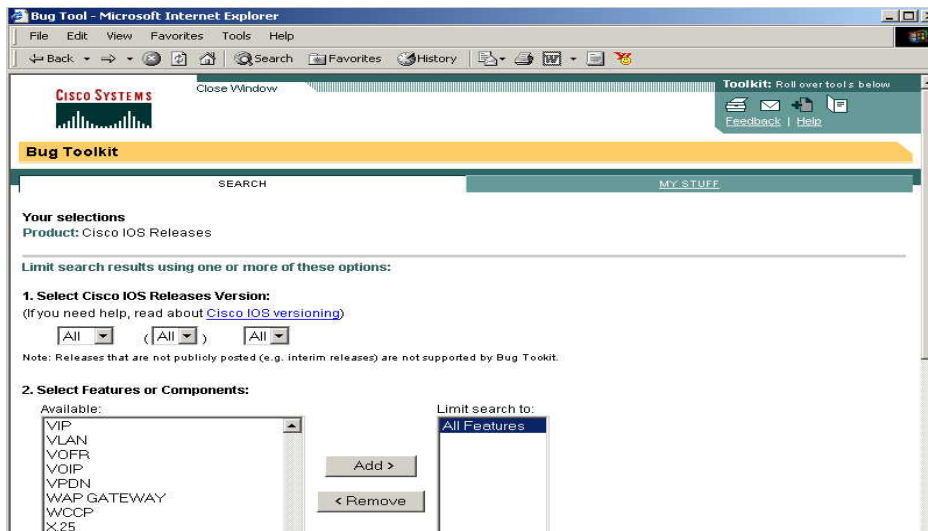 Bug Tool - Microsoft Internet Explorer
File Edit View Favorites Tools Help
Back Search Favorites History
CISCO SYSTEMS
Close Window
Toolkit: Roll over tools below
Feedback | Help
Bug Toolkit
SEARCH MY STUFF
Your selections
Product: Cisco IOS Releases
Limit search results using one or more of these options:
1. Select Cisco IOS Releases Version:
(If you need help, read about Cisco IOS versioning)
All ( All ) All
Note: Releases that are not publicly posted (e.g. interim releases) are not supported by Bug Tookit.
2. Select Features or Components:
Available: Limit search to:
VIP All Features
VLAN
VOFR
VOIP
VPDN
WAP GATEWAY
WCCP
X.25
Add >
< Remove